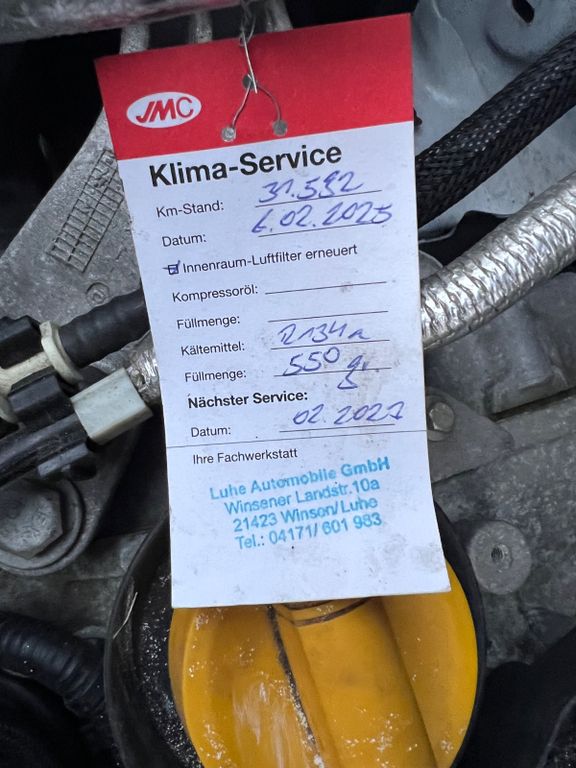 JMC
Klima-Service
Km-Stand: 31.592
Datum: 6.02.2025
Innenraum-Luftfilter erneuert
Kompressoröl:
Füllmenge:
Kältemittel: R134a
Füllmenge: 550 g,
Nächster Service:
Datum: 02.2027
Ihre Fachwerkstatt
Luhe Automobile GmbH
Winsener Landstr. 10a
21423 Winson/Luhe
Tel.: 04171/ 601 983